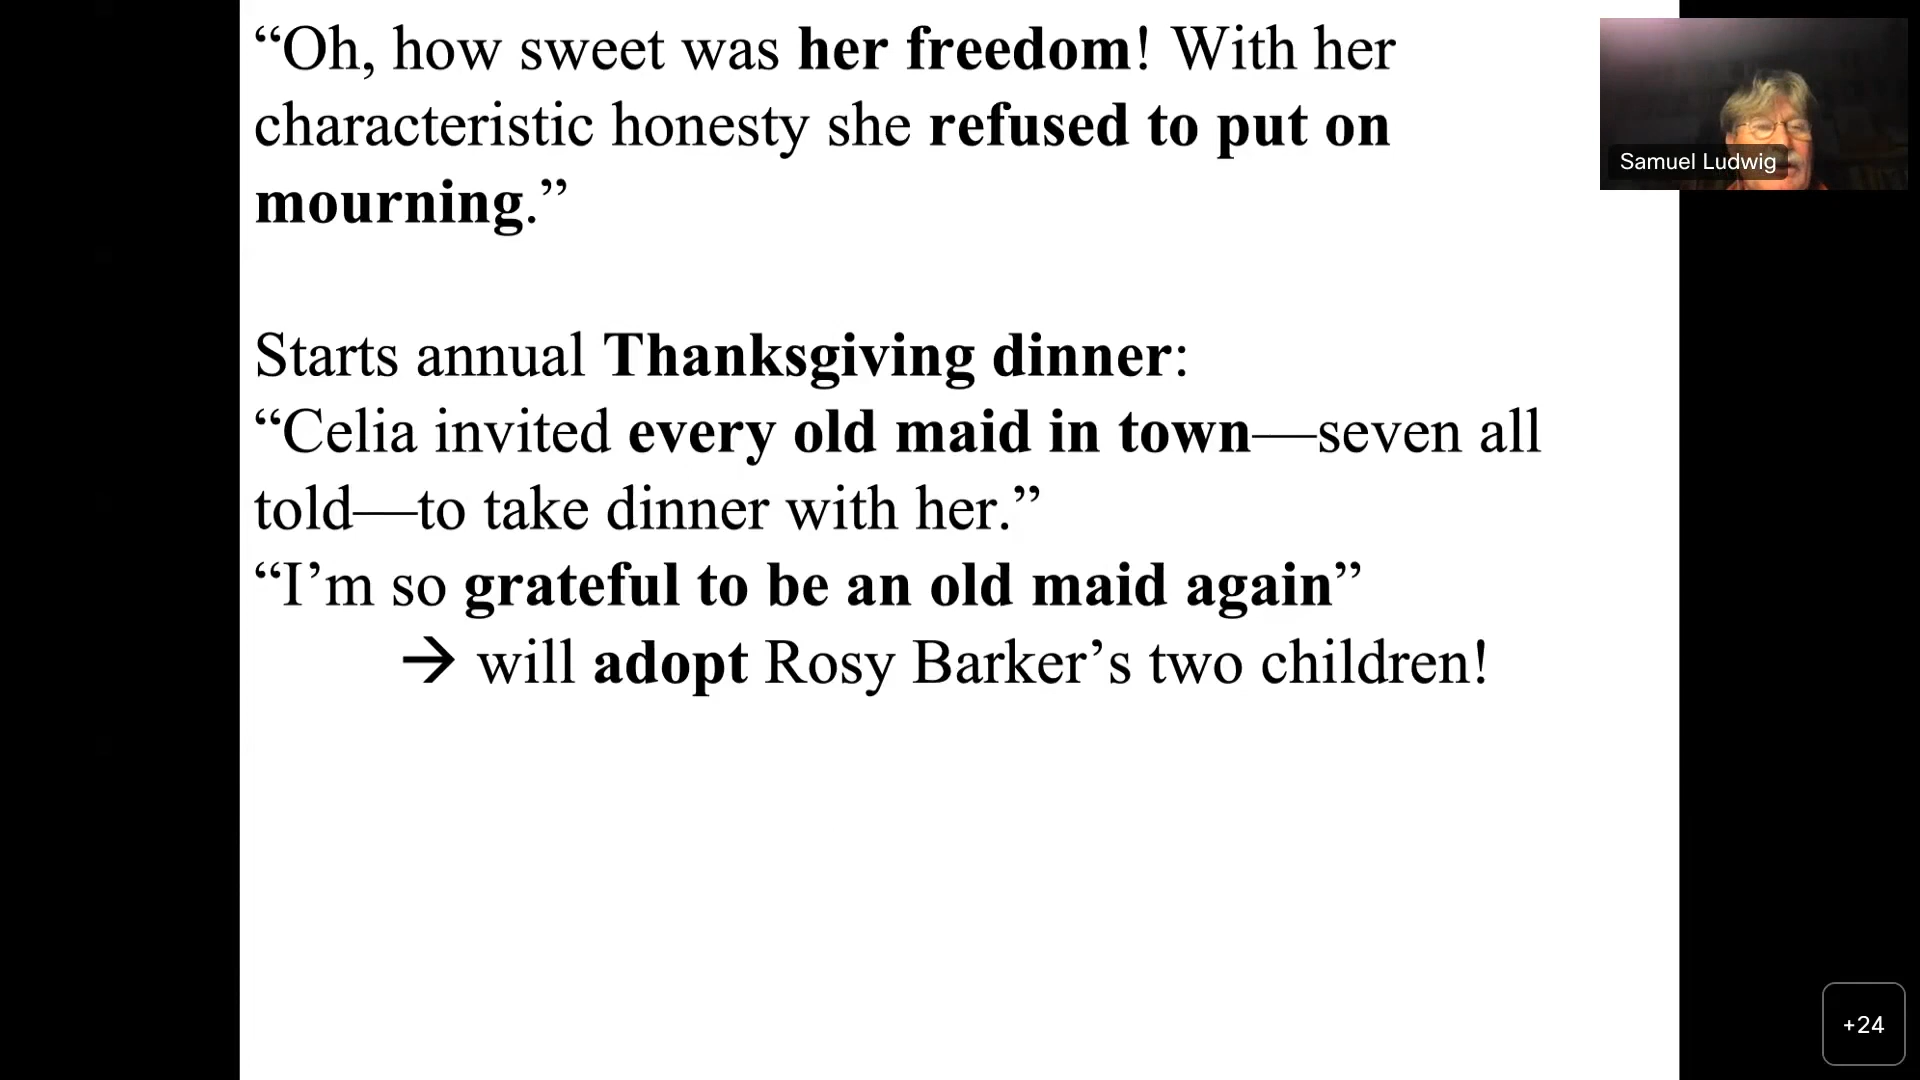 “Oh, how sweet was her freedom! With her
characteristic honesty she refused to put on
mourning.”
Starts annual Thanksgiving dinner:
“Celia invited every old maid in town—seven all
told—to take dinner with her.”
“I’m so grateful to be an old maid again”
→ will adopt Rosy Barker’s two children!
Samuel Ludwig
+24